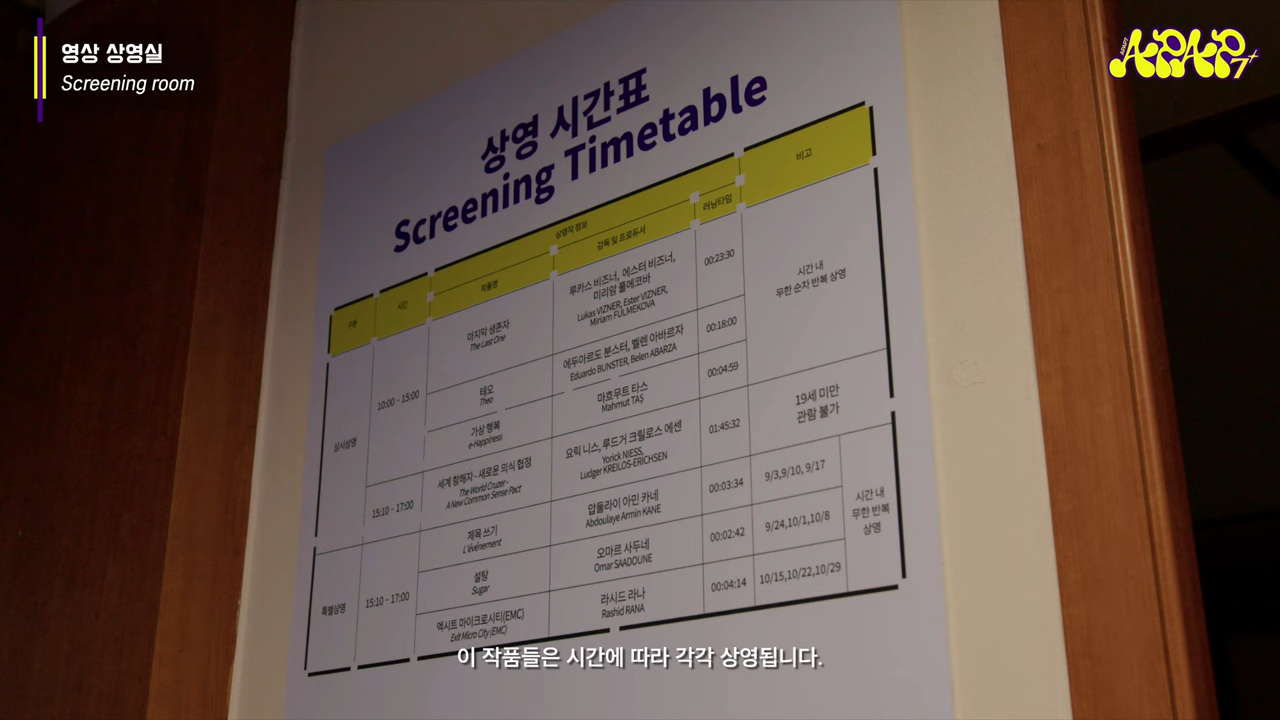 영상 상영실
Screening room
APAP7
APAP7+
상영 시간표
Screening Timetable
구분
시간
상영작 정보
작품명
감독 및 프로듀서
러닝타임
비고
상시상영
10:00 - 15:00
마지막 생존자
The Last One
루카스 비즈너, 에스터 비즈너,
미리암 풀메코바
Lukas VIZNER, Ester VIZNER,
Miriam FULMEKOVA
00:23:30
시간 내
무한 순차 반복 상영
테오
Theo
에두아르도 분스터, 벨렌 아바르자
Eduardo BUNSTER, Belen ABARZA
00:18:00
가상 행복
e-Happiness
마흐무트 타스
Mahmut TAŞ
00:04:59
15:10 - 17:00
세계 항해자 - 새로운 의식 협정
The World Cruzer -
A New Common Sense Pact
요릭 니스, 루드거 크릴로스 에센
Yorick NIESS,
Ludger KREILOS-ERICHSEN
01:45:32
19세 미만
관람 불가
특별상영
15:10 - 17:00
제목 쓰기
L'événement
압둘라이 아민 카네
Abdoulaye Armin KANE
00:03:34
9/3,9/10, 9/17
시간 내
무한 반복
상영
설탕
Sugar
오마르 사두네
Omar SAADOUNE
00:02:42
9/24,10/1,10/8
엑시트 마이크로시티(EMC)
Exit Micro City (EMC)
라시드 라나
Rashid RANA
00:04:14
10/15,10/22,10/29
이 작품들은 시간에 따라 각각 상영됩니다.